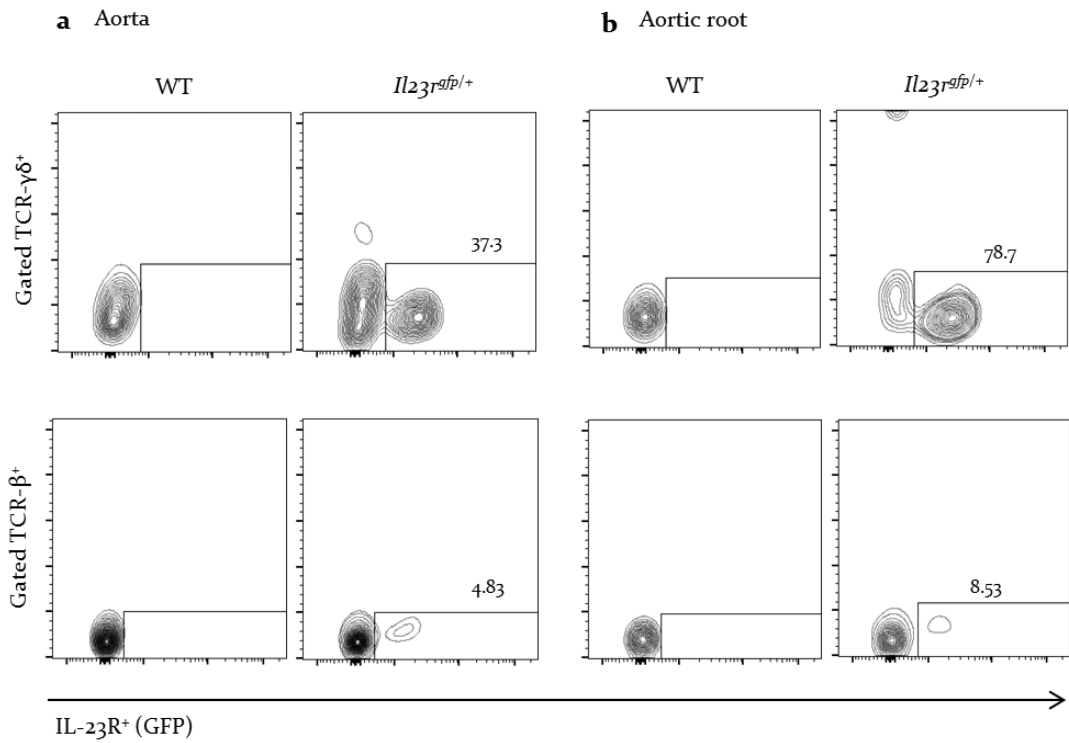 a Aorta
b Aortic root
WT
Il23rgfp/+
WT
Il23rgfp/+
Gated TCR-γδ+
37.3
78.7
Gated TCR-β+
4.83
8.53
IL-23R+ (GFP)